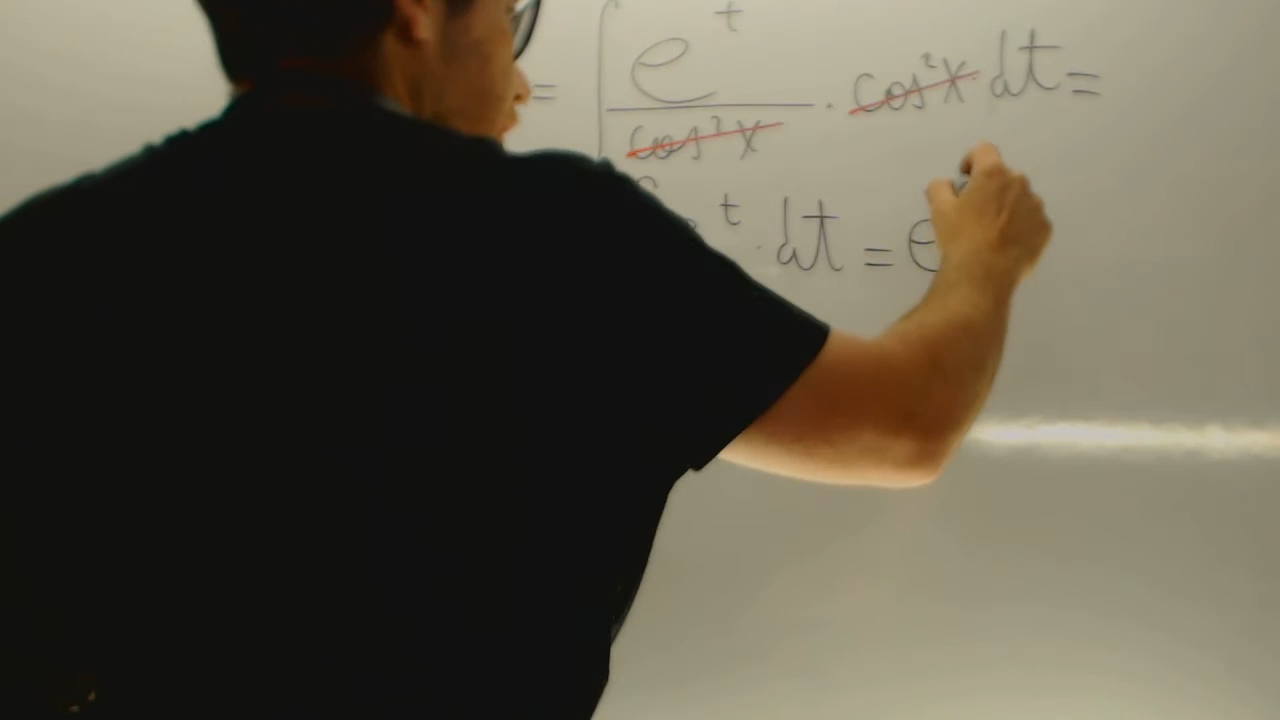 = ∫ e^t / cos²x · cos²x dt =
e^t · dt = e